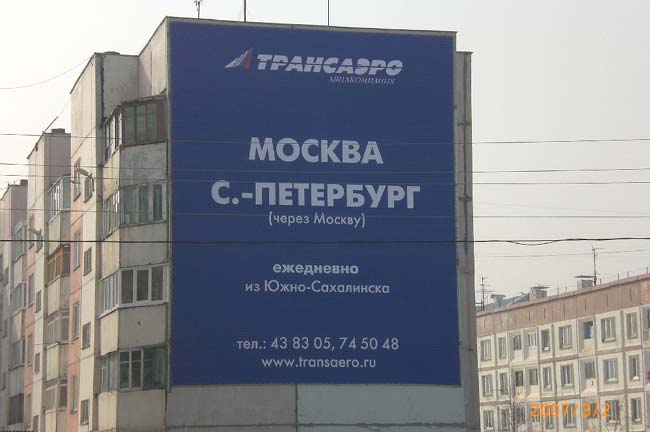 ТРАНСАЭРО
АВИАКОМПАНИЯ
МОСКВА
С.-ПЕТЕРБУРГ
(через Москву)
ежедневно
из Южно-Сахалинска
тел.: 43 83 05, 74 50 48
www.transaero.ru
2007/3/2